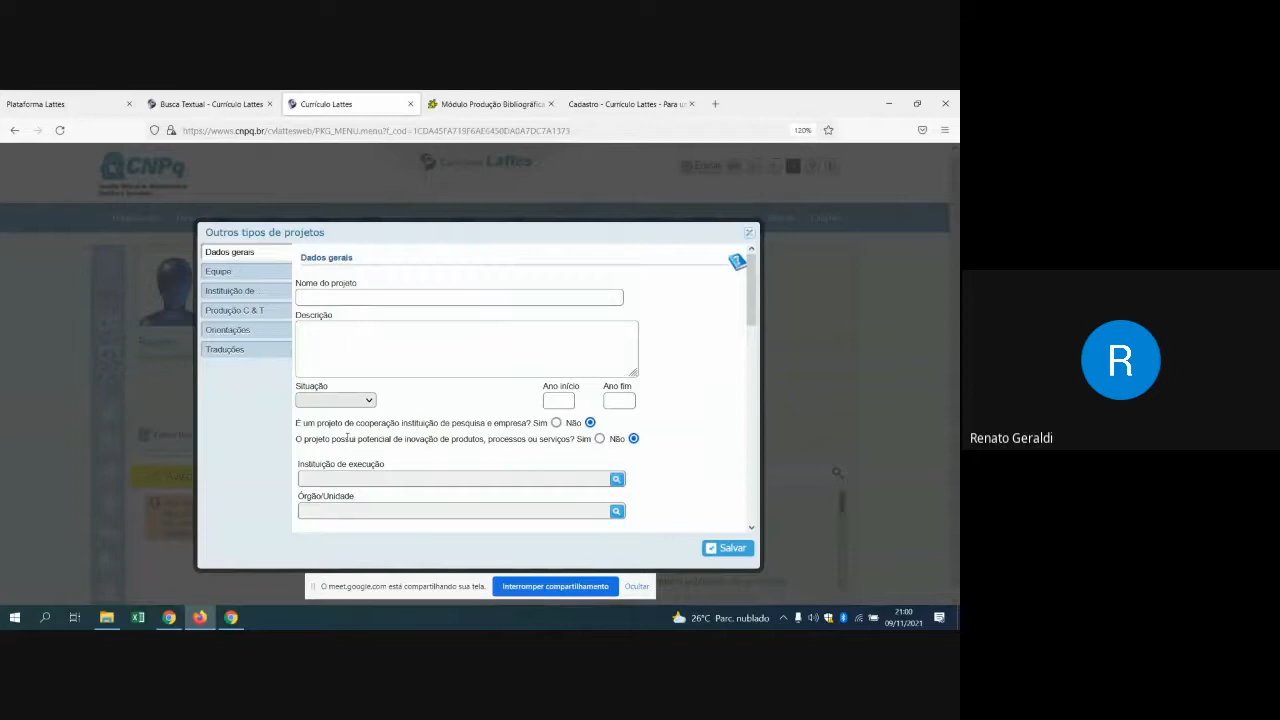 Plataforma Lattes
Busca Textual - Currículo Lattes
Currículo Lattes
Módulo Produção Bibliográfica
Cadastro - Currículo Lattes - Para u
https://wwws.cnpq.br/cvlattesweb/PKG_MENU.menu?f_cod=1CDA45FA719F6AE6450DA0A7DC7A1373
120%
CNPq
Currículo Lattes
Outros tipos de projetos
Dados gerais
Equipe
Instituição de ...
Produção C & T
Orientações
Traduções
Dados gerais
Nome do projeto
Descrição
Situação
Ano início
Ano fim
É um projeto de cooperação instituição de pesquisa e empresa? Sim Não
O projeto possui potencial de inovação de produtos, processos ou serviços? Sim Não
Instituição de execução
Órgão/Unidade
Salvar
O meet.google.com está compartilhando sua tela.
Interromper compartilhamento
Ocultar
26°C Parc. nublado
21:00
09/11/2021
R
Renato Geraldi